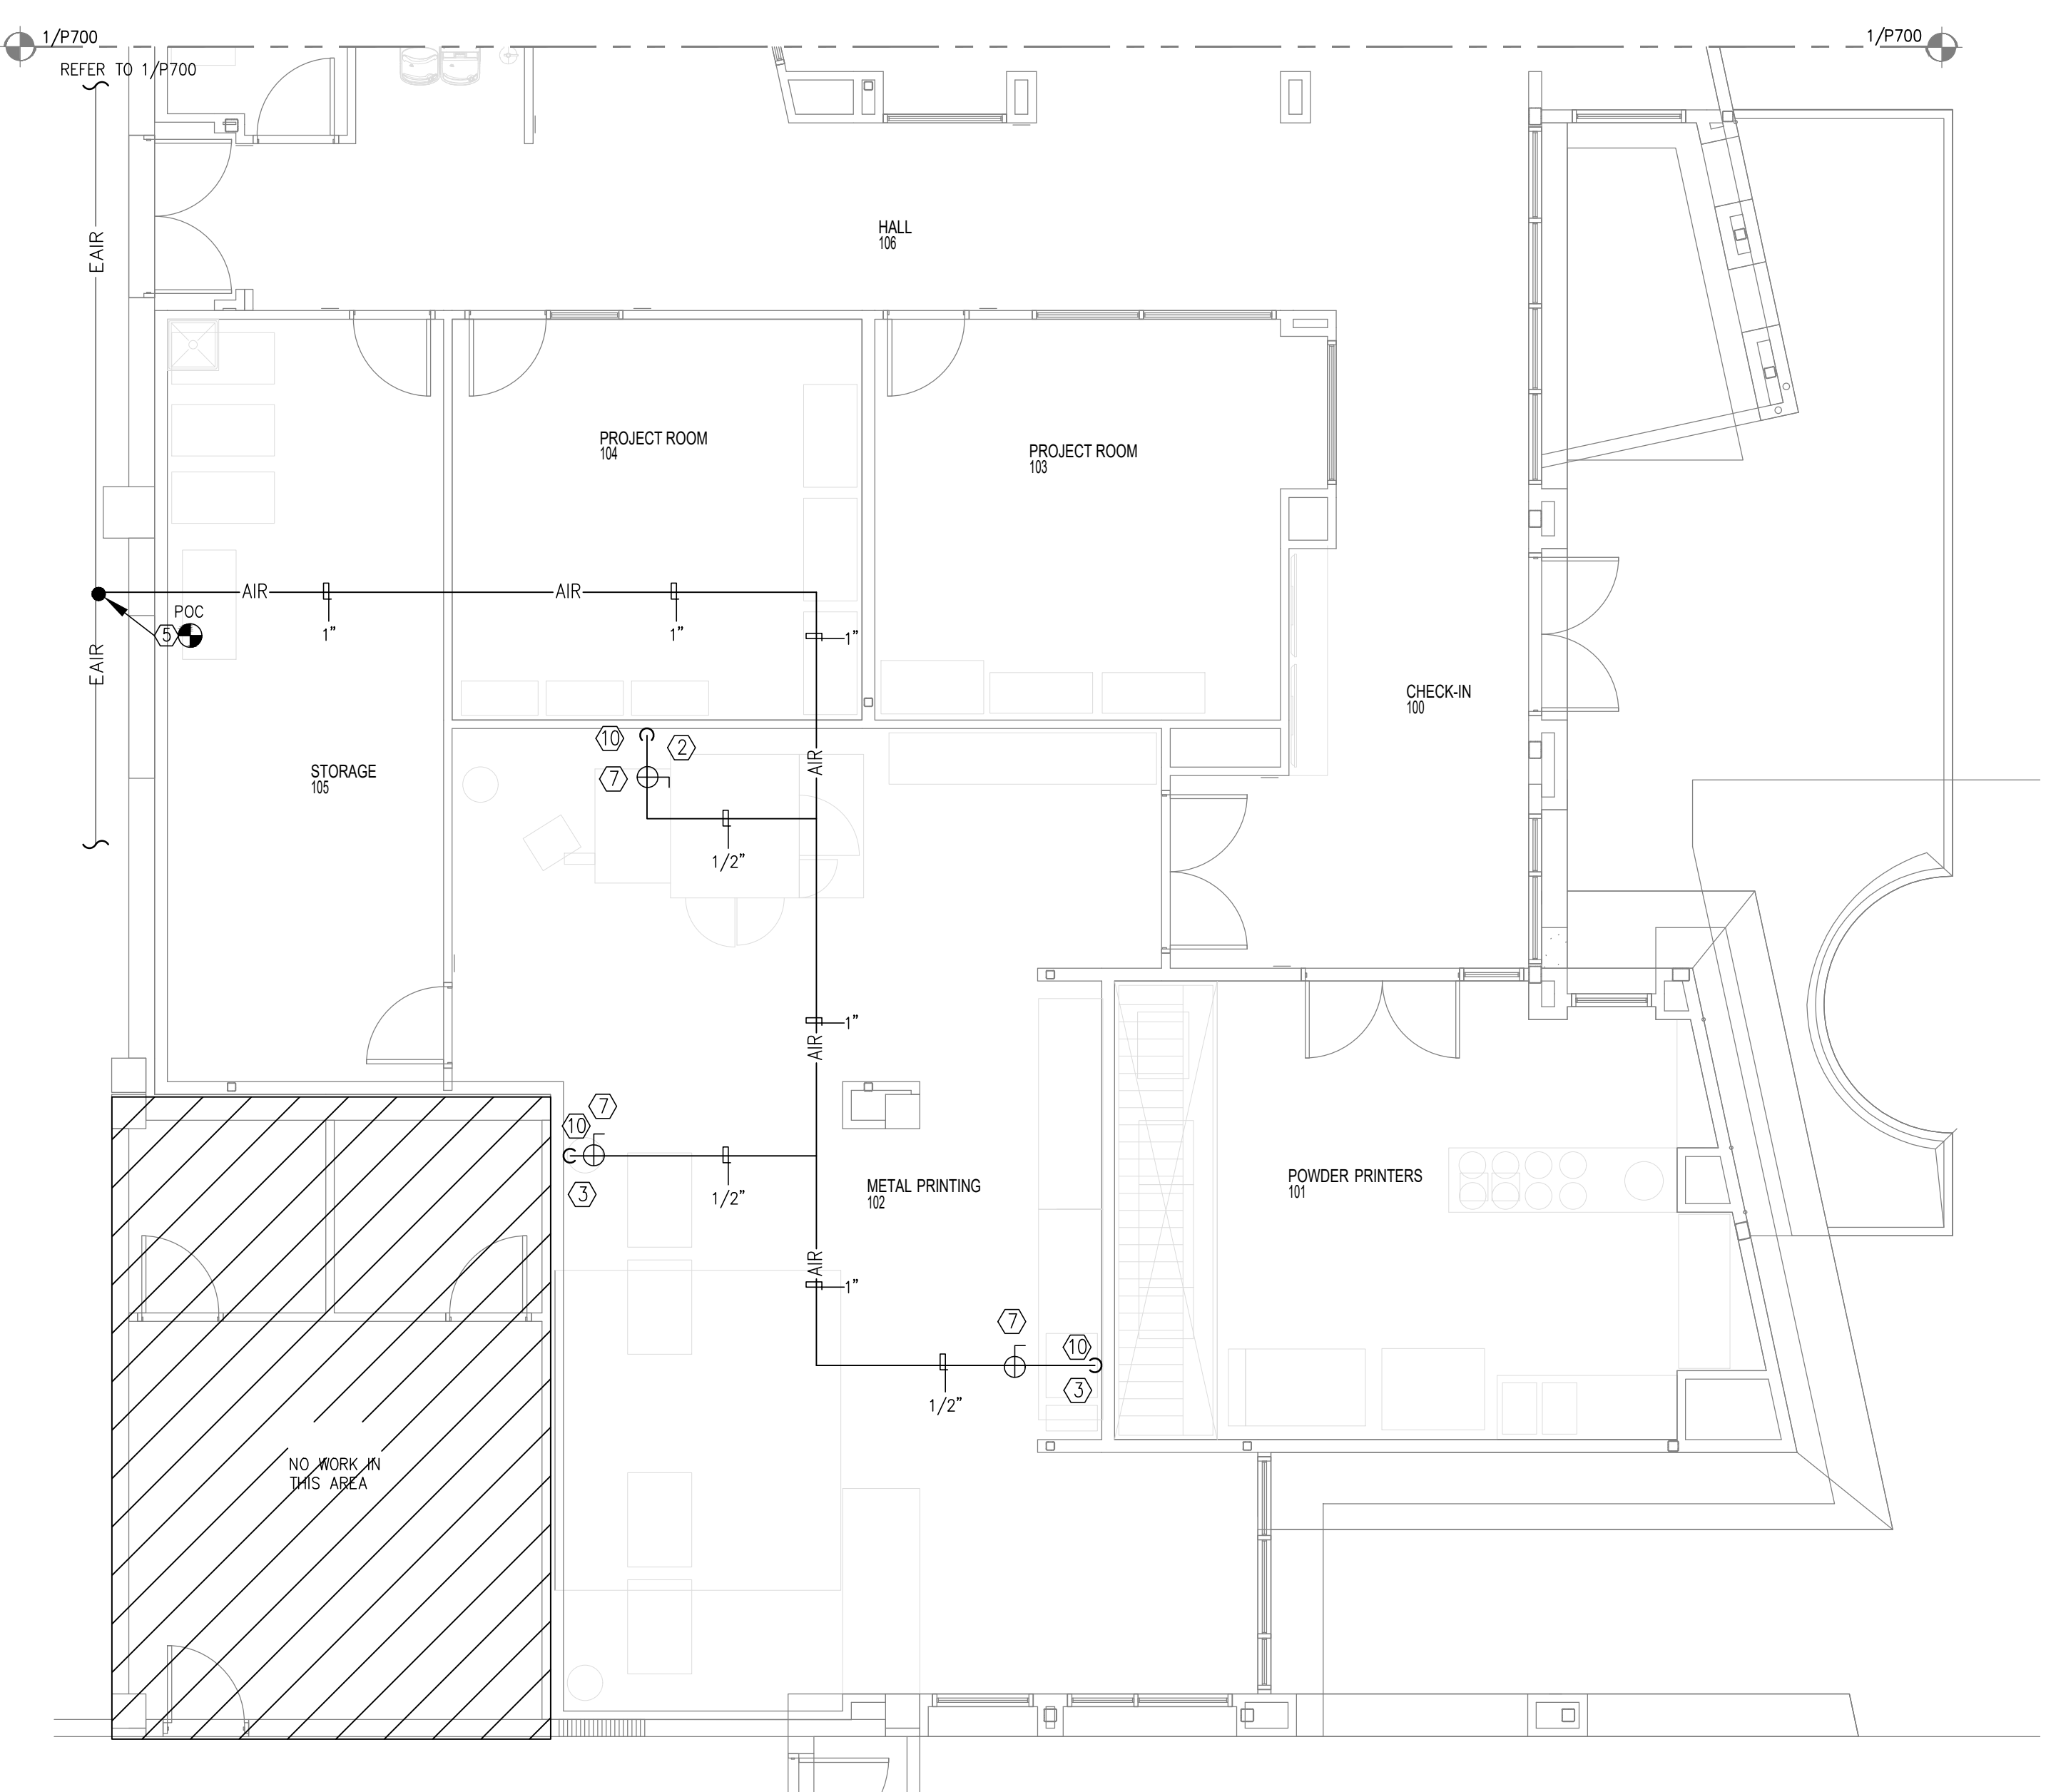 1/P700
1/P700
REFER TO 1/P700
EAIR
HALL
106
PROJECT ROOM
104
PROJECT ROOM
103
AIR
AIR
POC
5
1"
1"
1"
EAIR
CHECK-IN
100
10
2
AIR
7
STORAGE
105
1/2"
1"
AIR
7
10
3
1/2"
METAL PRINTING
102
POWDER PRINTERS
101
AIR
1"
7
10
3
1/2"
NO WORK IN
THIS AREA